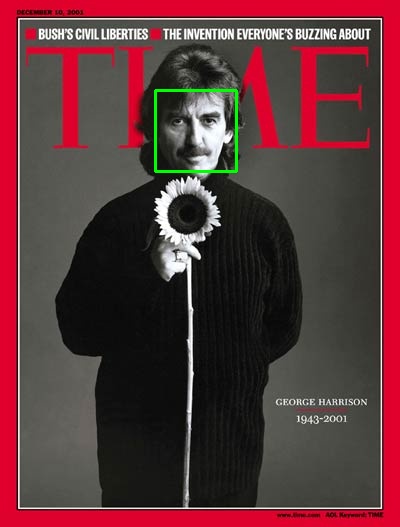 DECEMBER 10, 2001
BUSH'S CIVIL LIBERTIES THE INVENTION EVERYONE'S BUZZING ABOUT
TIME
GEORGE HARRISON
1943-2001
www.time.com AOL Keyword: TIME